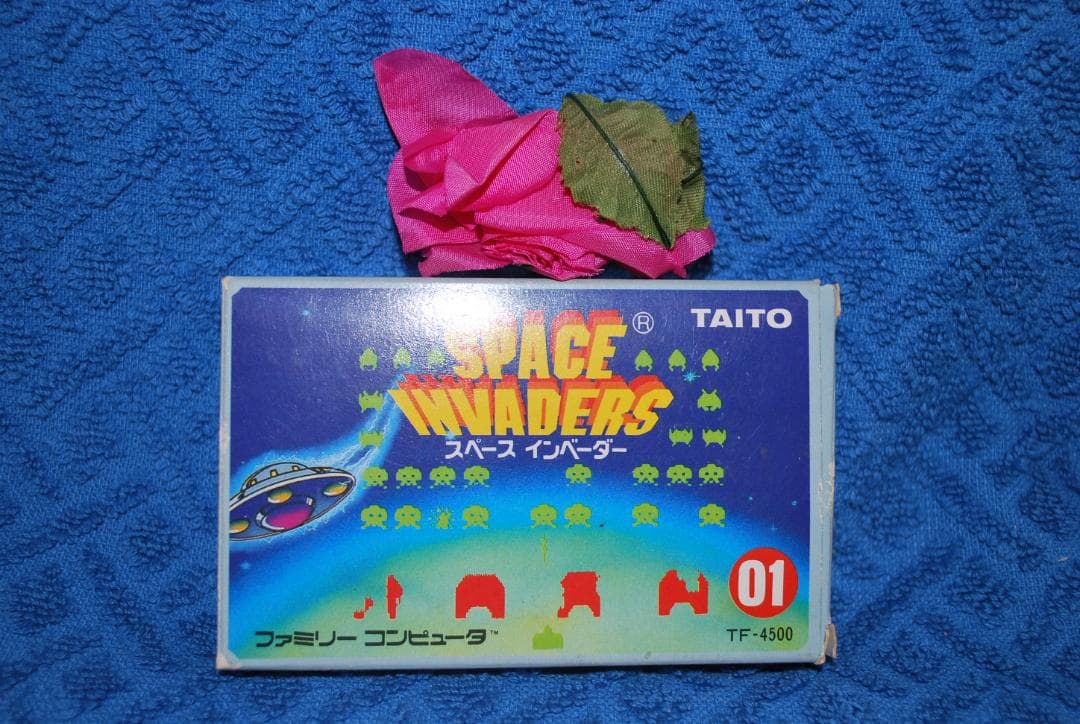 TAITO
SPACE ®
INVADERS
スペース インベーダー
01
ファミリー コンピュータ™
TF-4500